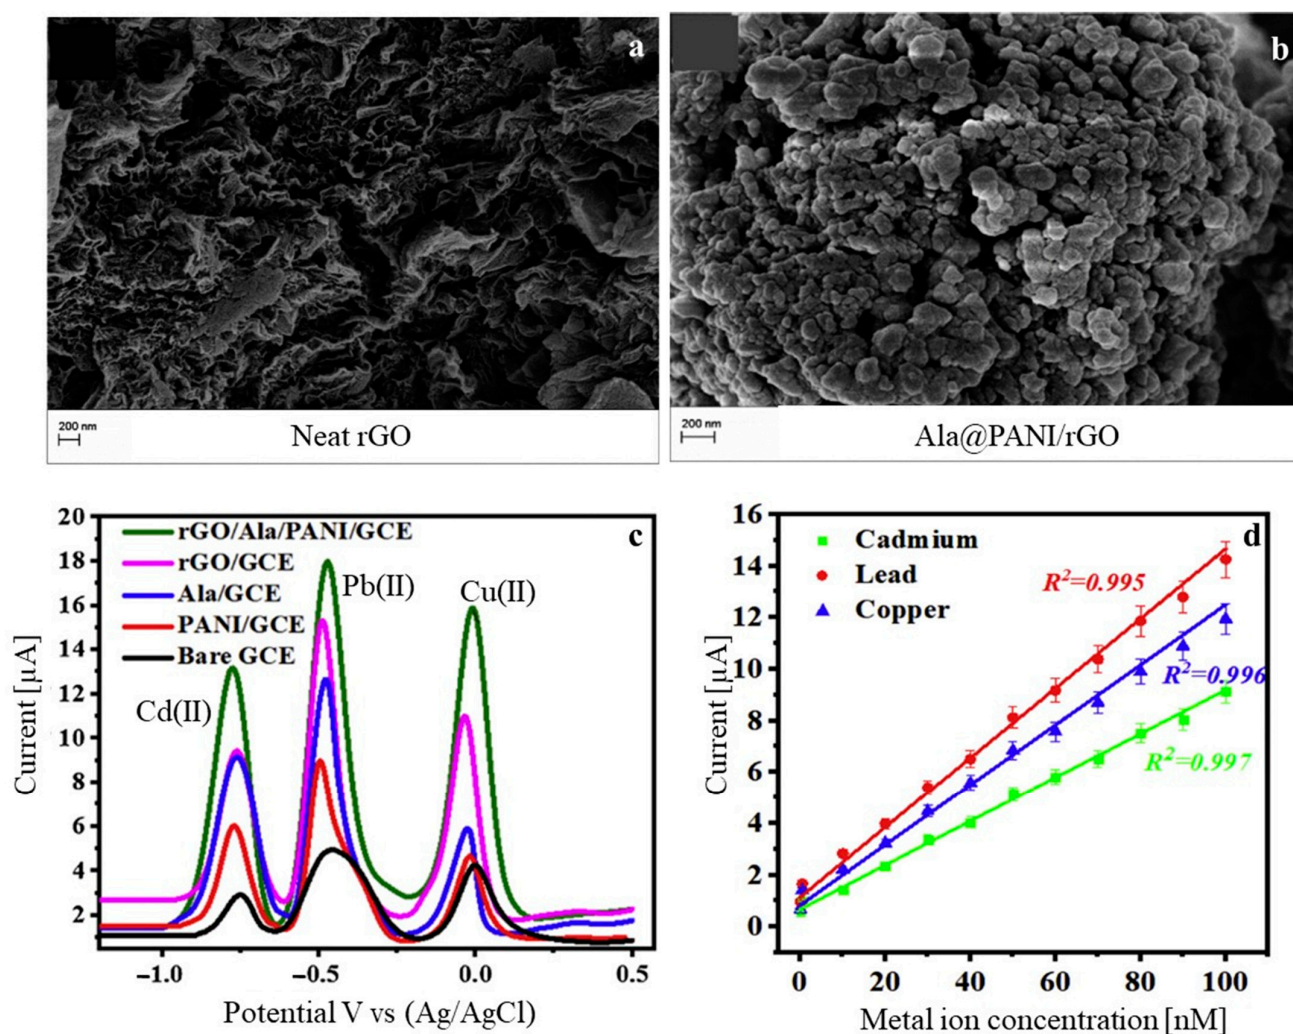 a
200 nm
Neat rGO
b
200 nm
Ala@PANI/rGO
c
20
18
16
14
12
10
8
6
4
2
Current [µA]
rGO/Ala/PANI/GCE
rGO/GCE
Ala/GCE
PANI/GCE
Bare GCE
Cd(II)
Pb(II)
Cu(II)
−1.0
−0.5
0.0
0.5
Potential V vs (Ag/AgCl)
d
16
14
12
10
8
6
4
2
0
Current [µA]
Cadmium
Lead
Copper
R²=0.995
R²=0.996
R²=0.997
0
20
40
60
80
100
Metal ion concentration [nM]